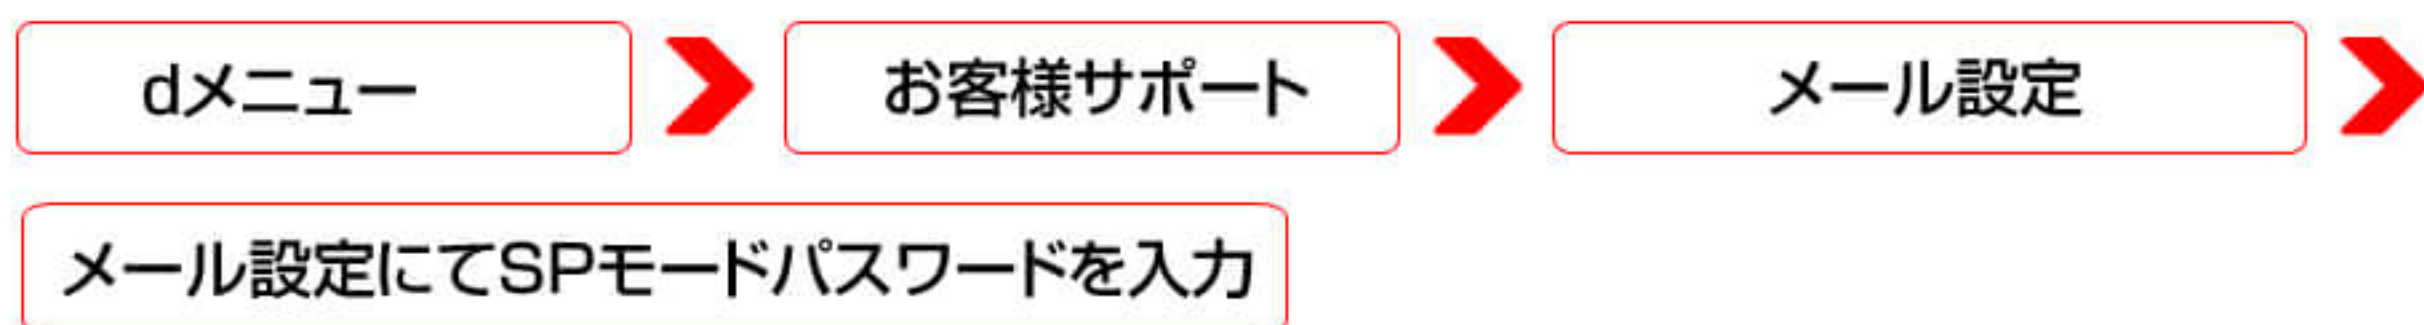 dメニュー お客様サポート メール設定
メール設定にてSPモードパスワードを入力